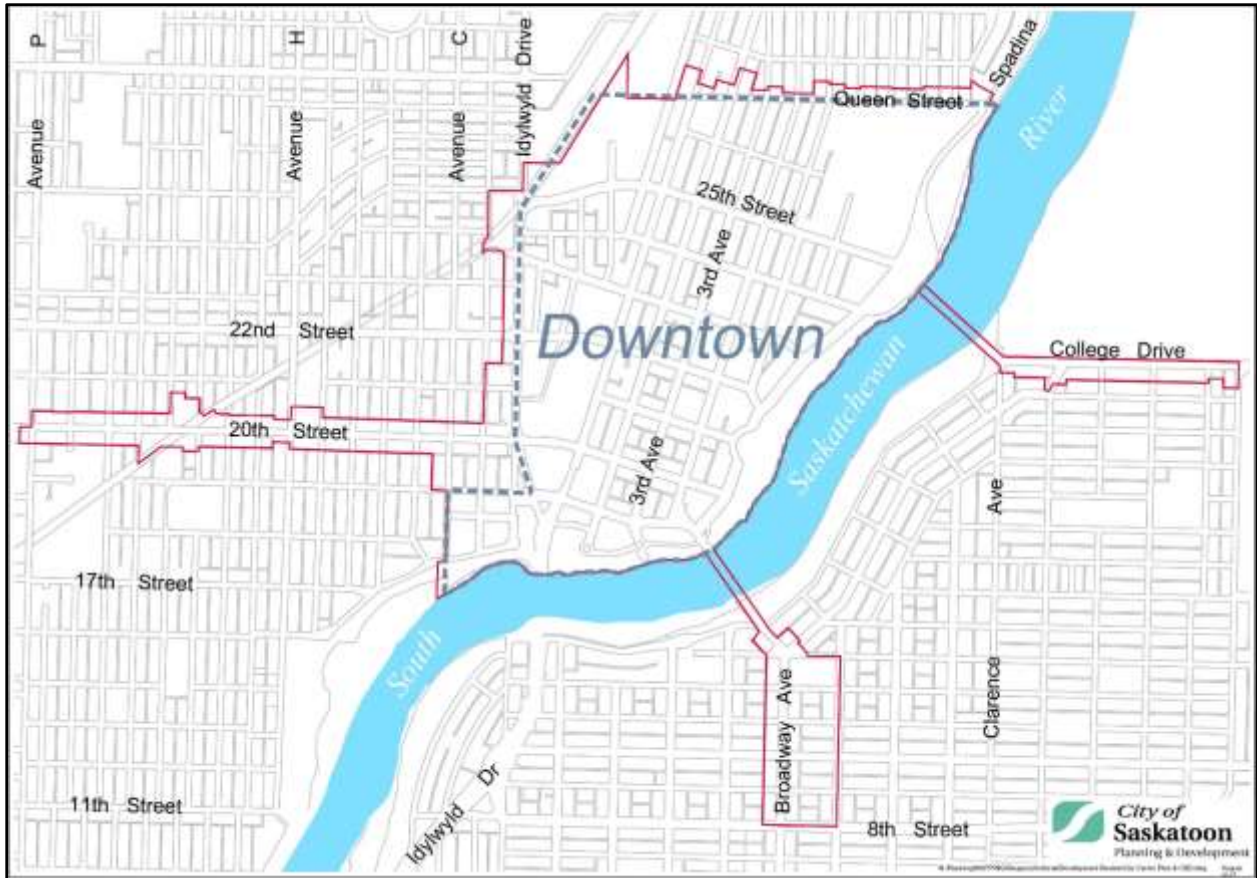 P
H
C
Avenue
Avenue
Avenue
Idylwyld Drive
Spadina
Queen Street
River
25th Street
3rd Ave
22nd Street
Downtown
College Drive
Saskatchewan
20th Street
3rd Ave
Ave
17th Street
South
Clarence
Broadway Ave
Idylwyld Dr
11th Street
8th Street
City of
Saskatoon
Planning & Development